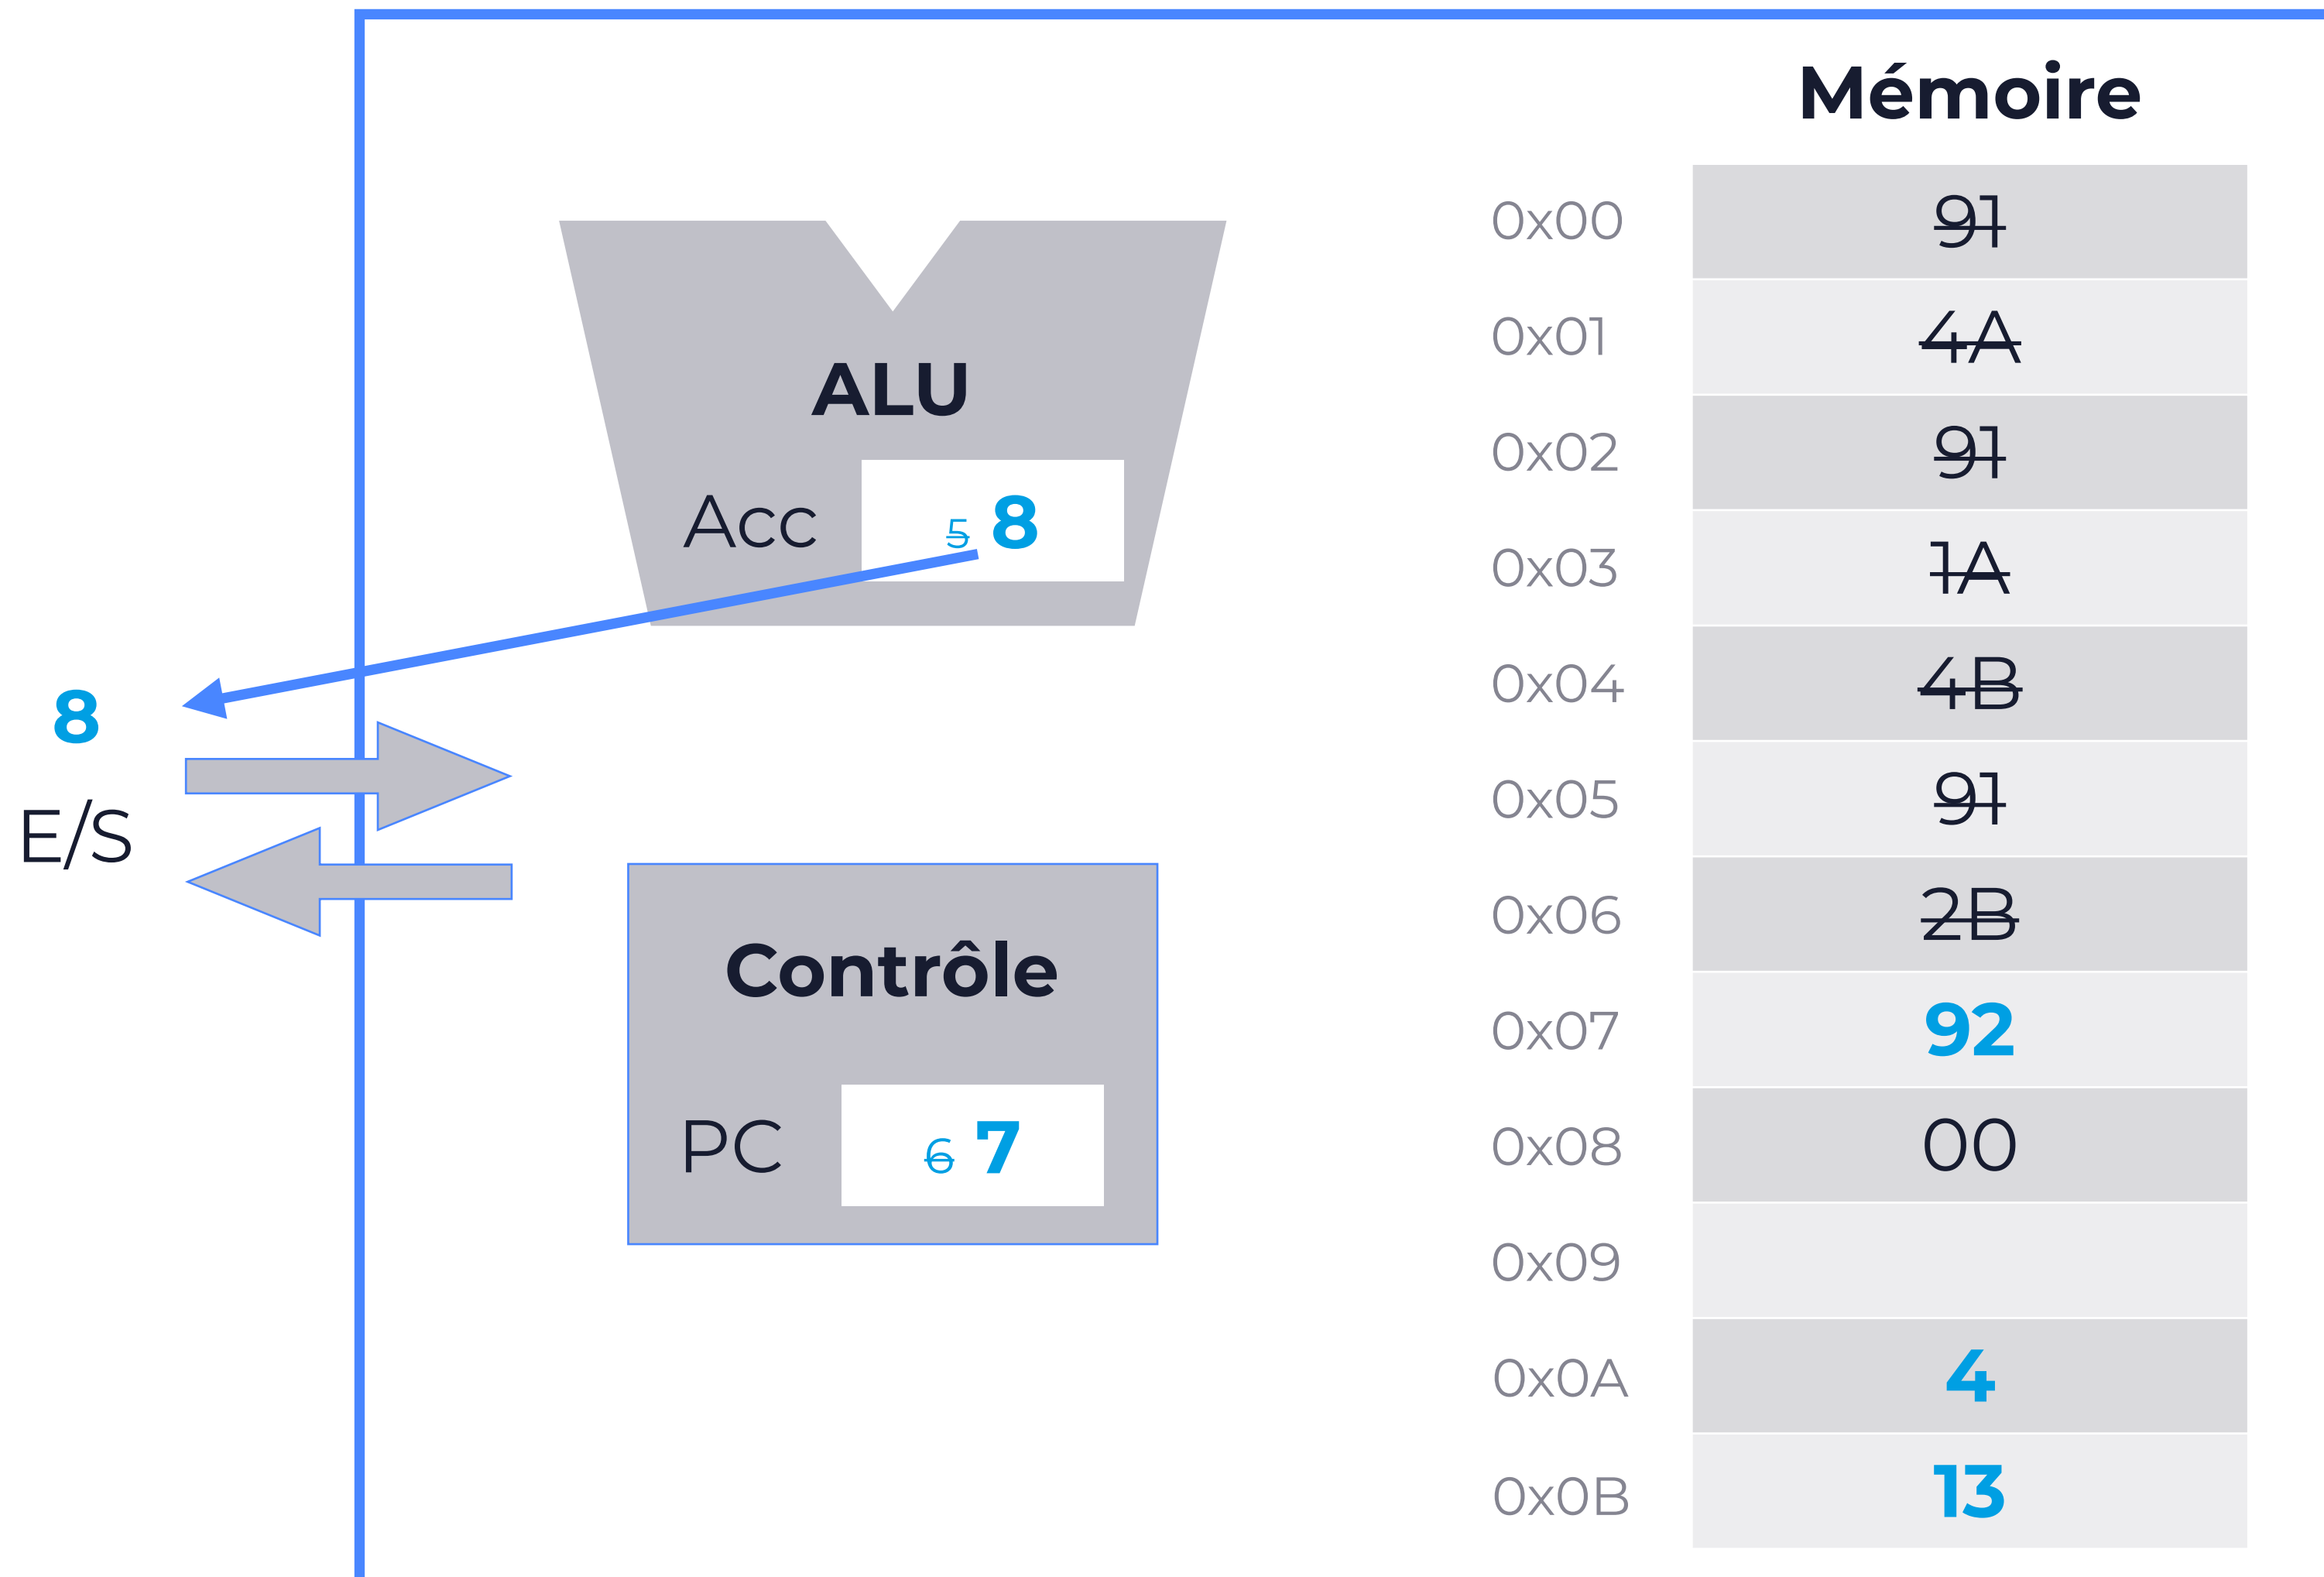 Mémoire
0x00 91
0x01 4A
ALU
0x02 91
Acc 5 8
0x03 1A
0x04 4B
8
0x05 91
E/S
0x06 2B
Contrôle
0x07 92
PC 6 7
0x08 00
0x09
0x0A 4
0x0B 13